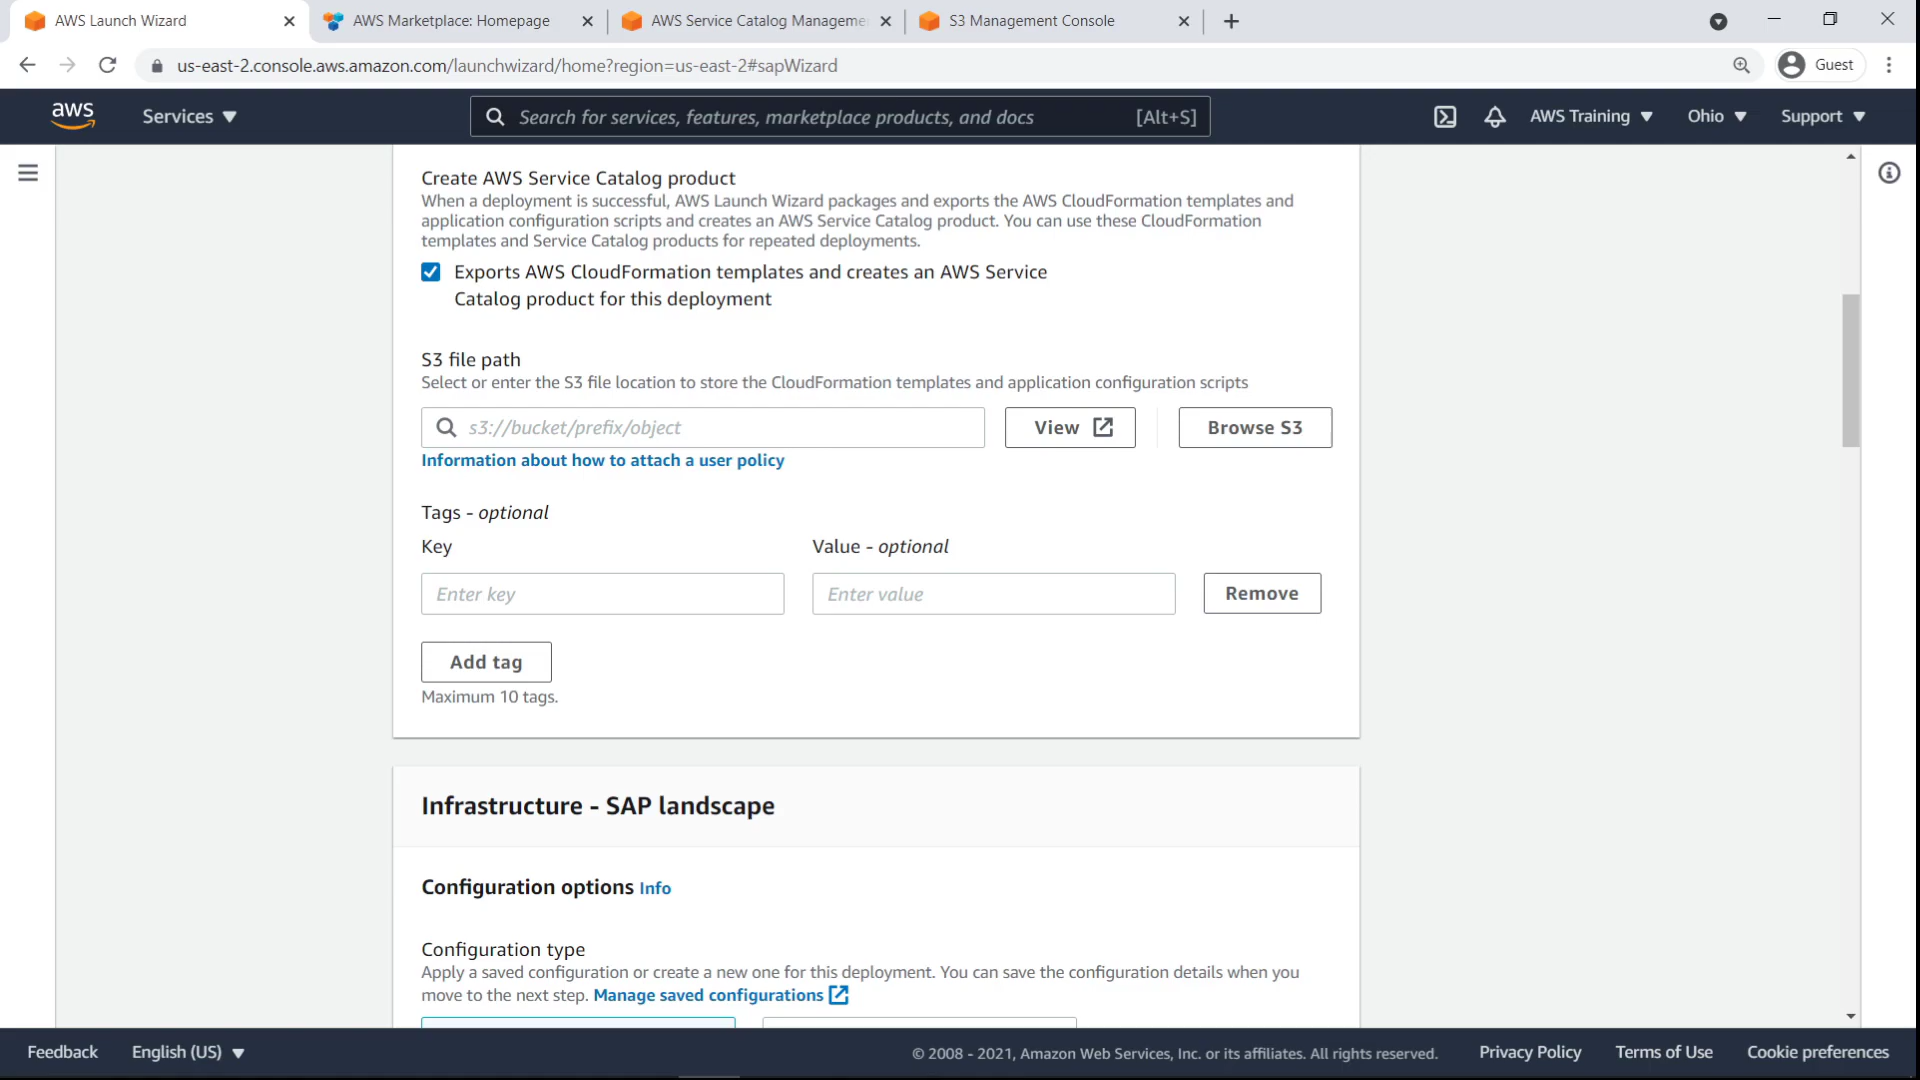 AWS Launch Wizard
AWS Marketplace: Homepage
AWS Service Catalog Manageme
S3 Management Console
us-east-2.console.aws.amazon.com/launchwizard/home?region=us-east-2#sapWizard
Guest
aws
Services
Search for services, features, marketplace products, and docs
[Alt+S]
AWS Training
Ohio
Support
Create AWS Service Catalog product
When a deployment is successful, AWS Launch Wizard packages and exports the AWS CloudFormation templates and
application configuration scripts and creates an AWS Service Catalog product. You can use these CloudFormation
templates and Service Catalog products for repeated deployments.
Exports AWS CloudFormation templates and creates an AWS Service
Catalog product for this deployment
S3 file path
Select or enter the S3 file location to store the CloudFormation templates and application configuration scripts
s3://bucket/prefix/object
View
Browse S3
Information about how to attach a user policy
Tags - optional
Key
Value - optional
Enter key
Enter value
Remove
Add tag
Maximum 10 tags.
Infrastructure - SAP landscape
Configuration options Info
Configuration type
Apply a saved configuration or create a new one for this deployment. You can save the configuration details when you
move to the next step. Manage saved configurations
Feedback
English (US)
© 2008 - 2021, Amazon Web Services, Inc. or its affiliates. All rights reserved.
Privacy Policy
Terms of Use
Cookie preferences